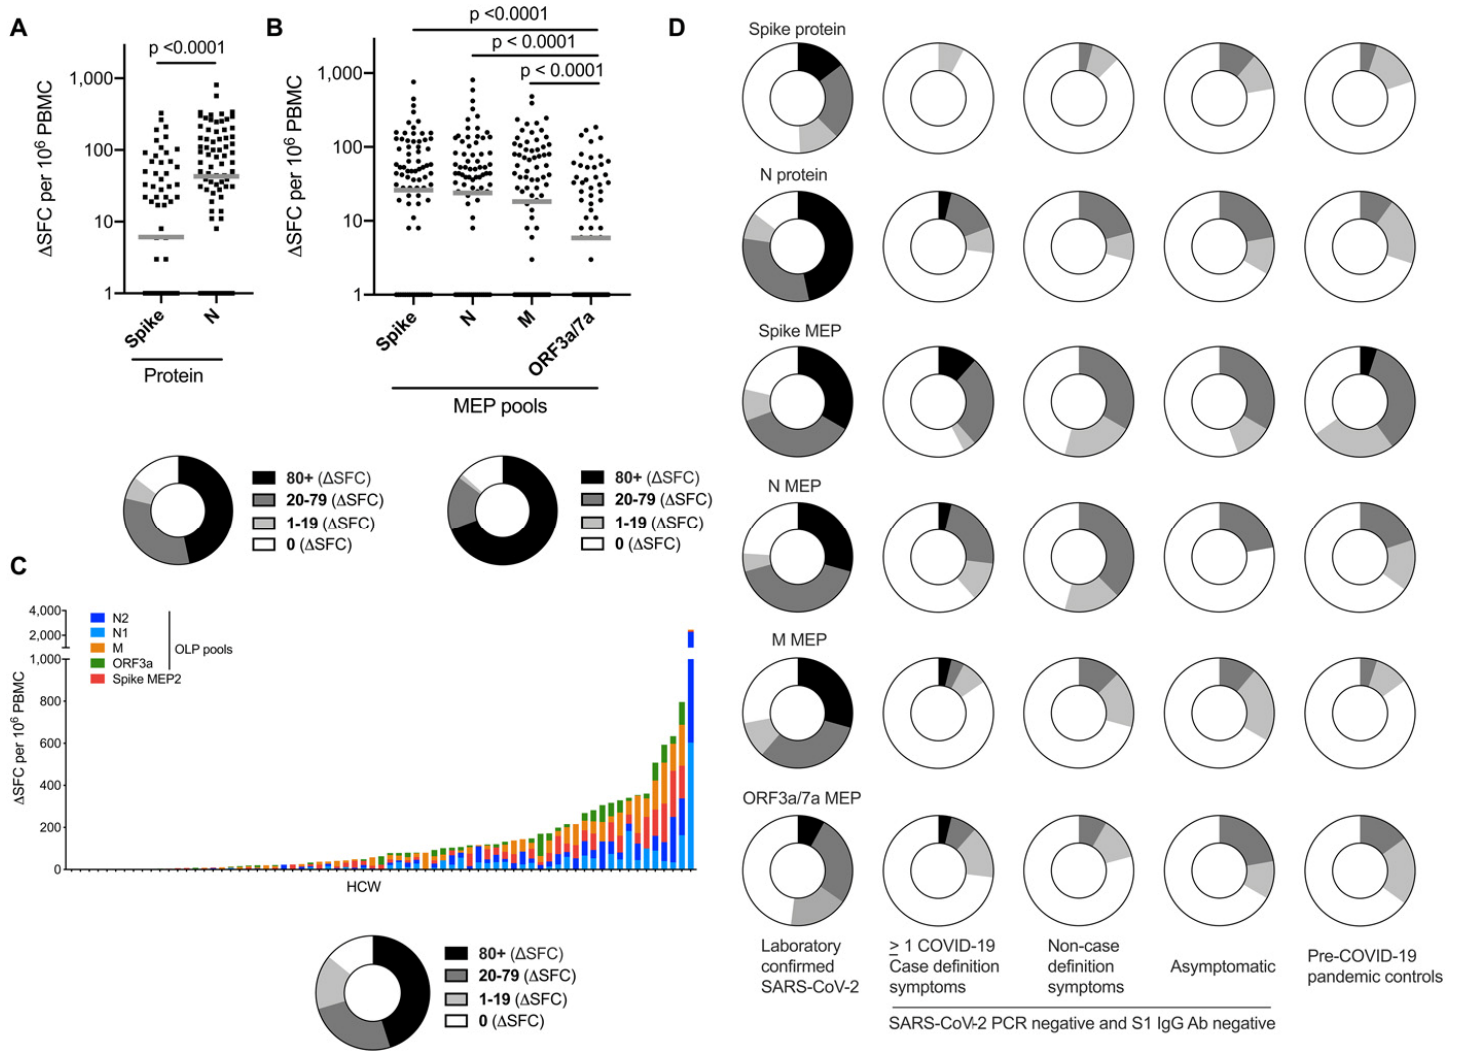 A
p <0.0001
1,000
100
10
1
ΔSFC per 10⁶ PBMC
Spike
N
Protein
B
p <0.0001
p < 0.0001
p < 0.0001
1,000
100
10
1
ΔSFC per 10⁶ PBMC
Spike
N
M
ORF3a/7a
MEP pools
80+ (ΔSFC)
20-79 (ΔSFC)
1-19 (ΔSFC)
0 (ΔSFC)
80+ (ΔSFC)
20-79 (ΔSFC)
1-19 (ΔSFC)
0 (ΔSFC)
C
4,000
2,000
1,000
800
600
400
200
0
ΔSFC per 10⁶ PBMC
N2
N1
M
ORF3a
Spike MEP2
OLP pools
HCW
80+ (ΔSFC)
20-79 (ΔSFC)
1-19 (ΔSFC)
0 (ΔSFC)
D
Spike protein
N protein
Spike MEP
N MEP
M MEP
ORF3a/7a MEP
Laboratory
confirmed
SARS-CoV-2
≥ 1 COVID-19
Case definition
symptoms
Non-case
definition
symptoms
Asymptomatic
Pre-COVID-19
pandemic controls
SARS-CoV-2 PCR negative and S1 IgG Ab negative